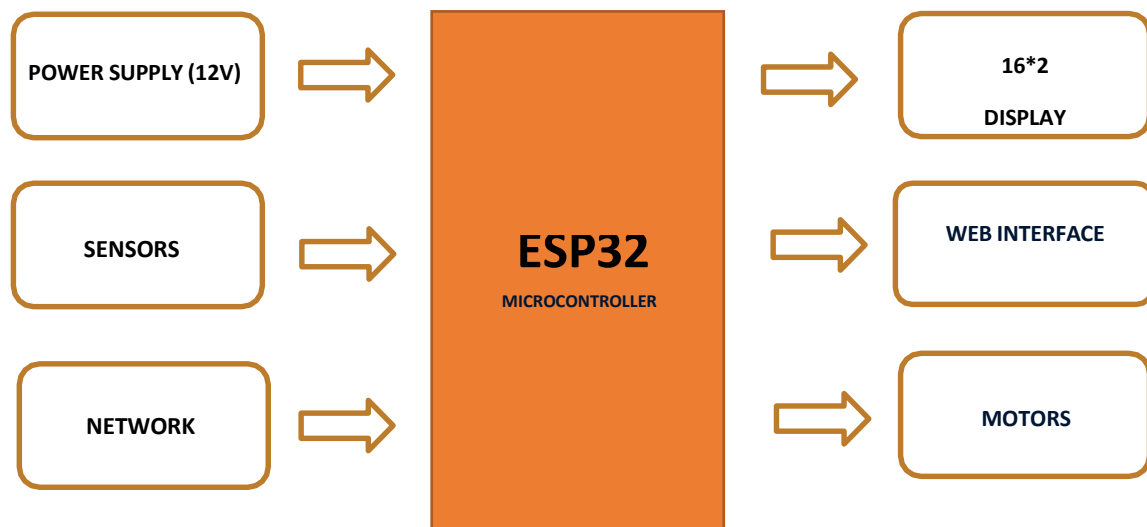 POWER SUPPLY (12V)
SENSORS
NETWORK
ESP32
MICROCONTROLLER
16*2
DISPLAY
WEB INTERFACE
MOTORS